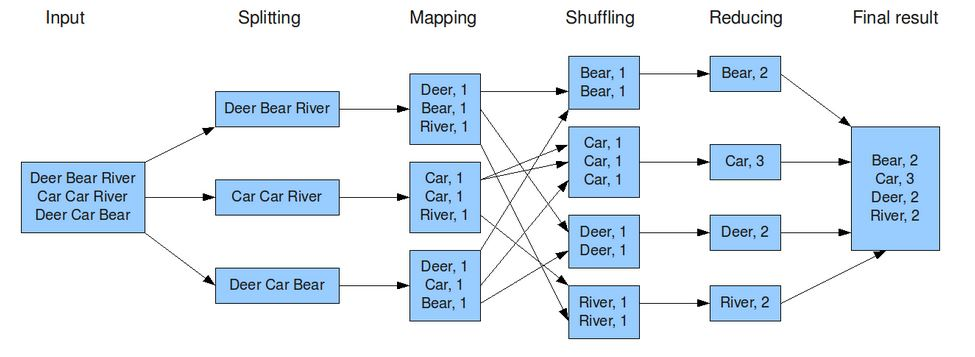 Input
Splitting
Mapping
Shuffling
Reducing
Final result
Deer Bear River
Car Car River
Deer Car Bear
Deer Bear River
Car Car River
Deer Car Bear
Deer, 1
Bear, 1
River, 1
Car, 1
Car, 1
River, 1
Deer, 1
Car, 1
Bear, 1
Bear, 1
Bear, 1
Car, 1
Car, 1
Car, 1
Deer, 1
Deer, 1
River, 1
River, 1
Bear, 2
Car, 3
Deer, 2
River, 2
Bear, 2
Car, 3
Deer, 2
River, 2